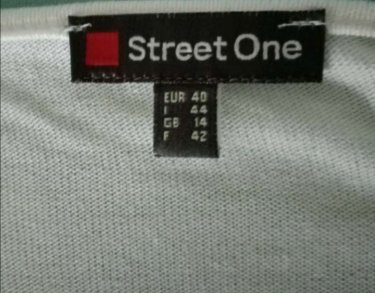 Street One
EUR 40
I 44
GB 14
F 42